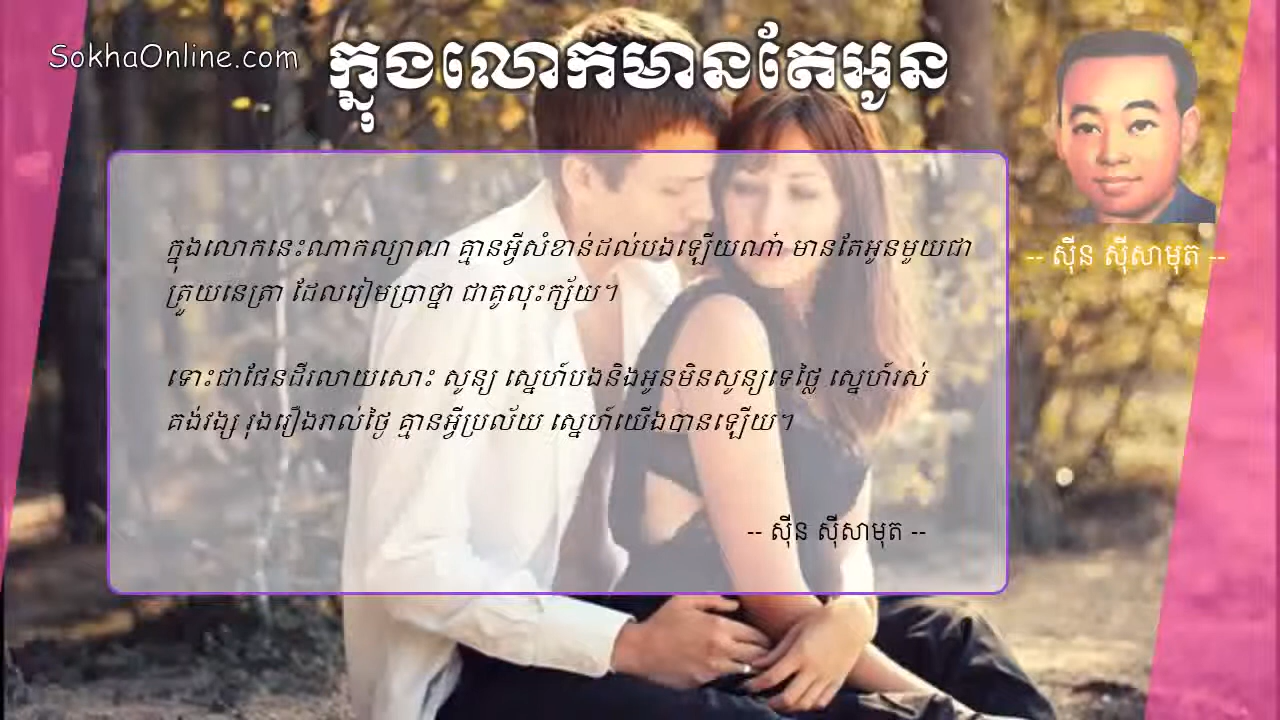 SokhaOnline.com
ក្នុងលោកមានតែអូន
ក្នុងលោកនេះណាកល្យាណ គ្មានអ្វីសំខាន់ដល់បងឡើយណ៎ា មានតែអូនមួយជា
ត្រួយនេត្រា ដែលរៀមប្រាថ្នា ជាគូលុះក្ស័យ។
ទោះជាផែនដីរលាយសោះ សូន្យ ស្នេហ៍បងនិងអូនមិនសូន្យទេថ្លៃ ស្នេហ៍រស់
គង់វង្ស រុងរឿងរាល់ថ្ងៃ គ្មានអ្វីប្រល័យ ស្នេហ៍យើងបានឡើយ។
-- ស៊ីន ស៊ីសាមុត --
-- ស៊ីន ស៊ីសាមុត --